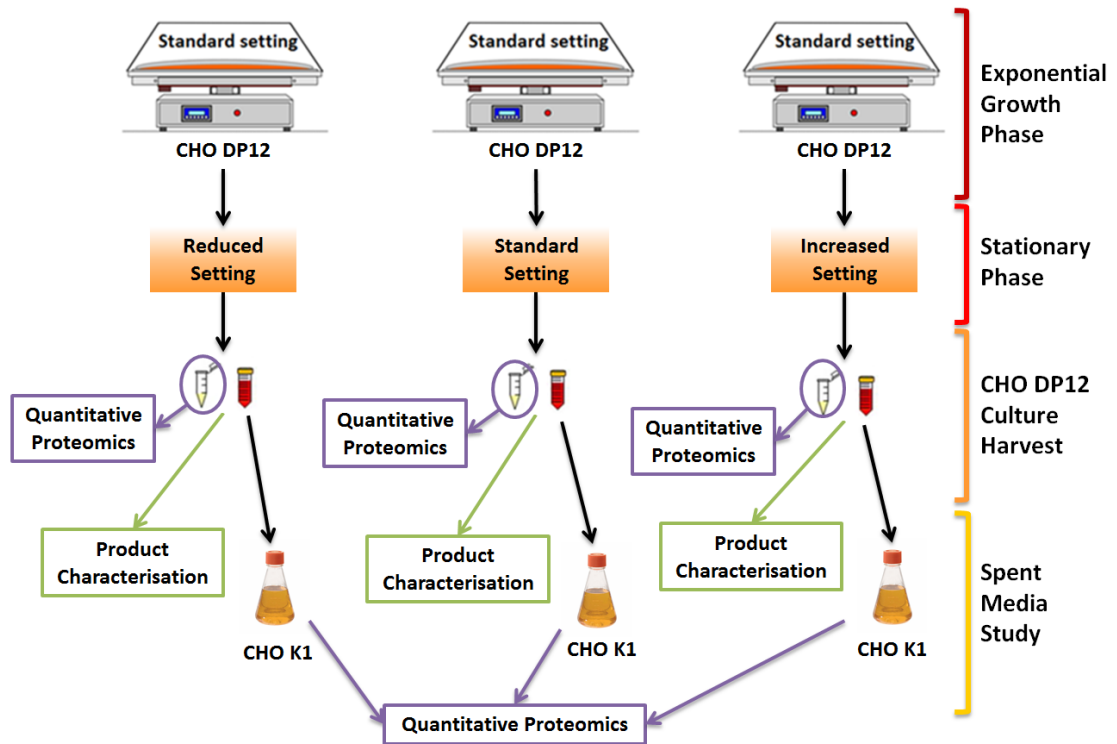 Standard setting
Standard setting
Standard setting
Exponential
Growth
Phase
CHO DP12
CHO DP12
CHO DP12
Reduced
Setting
Standard
Setting
Increased
Setting
Stationary
Phase
CHO DP12
Culture
Harvest
Quantitative
Proteomics
Quantitative
Proteomics
Quantitative
Proteomics
Product
Characterisation
Product
Characterisation
Product
Characterisation
Spent
Media
Study
CHO K1
CHO K1
CHO K1
Quantitative Proteomics